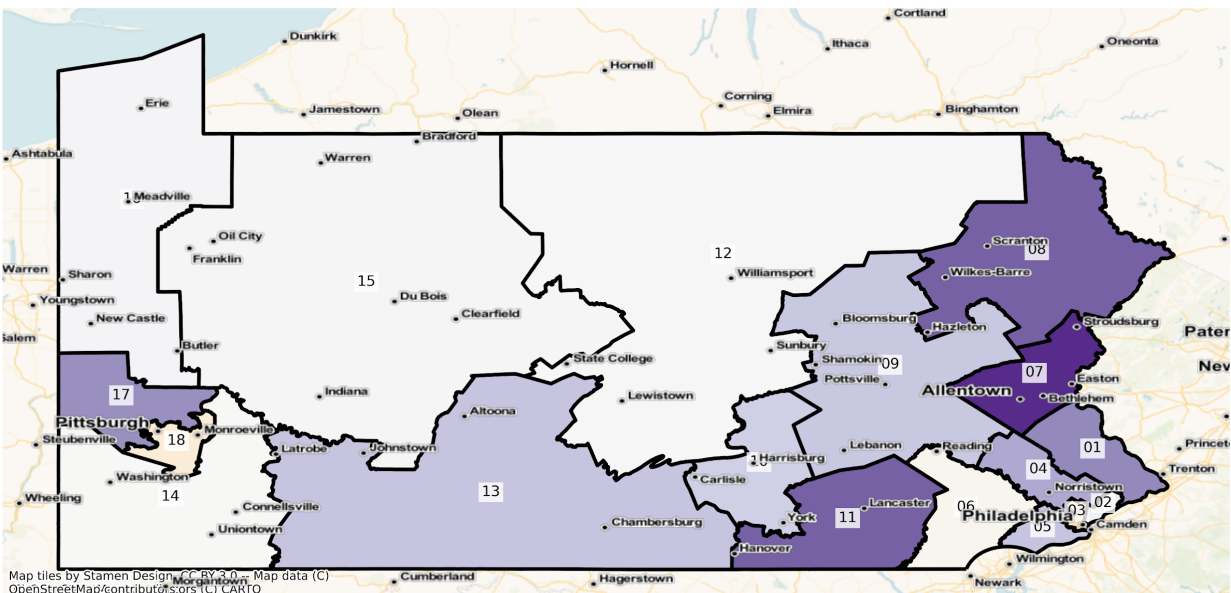 Cortland
Dunkirk
Ithaca
Oneonta
Hornell
Corning
Jamestown
Olean
Elmira
Binghamton
Erie
Bradford
Ashtabula
Warren
Meadville
Oil City
Scranton
08
Franklin
12
Warren
Sharon
Williamsport
Wilkes-Barre
15
Youngstown
Du Bois
New Castle
Clearfield
Bloomsburg
Hazleton
Stroudsburg
Salem
Butler
Sunbury
State College
Shamokin
09
07
Pottsville
Easton
17
Indiana
Lewistown
Allentown
Bethlehem
Pittsburgh
Altoona
Monroeville
Steubenville
18
Latrobe
Johnstown
Lebanon
Reading
01
Harrisburg
04
Trenton
Washington
Carlisle
Norristown
14
13
Wheeling
02
Connellsville
Lancaster
06
03
York
11
Philadelphia
Uniontown
Chambersburg
05
Camden
Hanover
Wilmington
Map tiles by Stamen Design, CC BY 3.0 -- Map data (C)
Morgantown
Cumberland
Hagerstown
Newark
OpenStreetMap contributors (C) CARTO